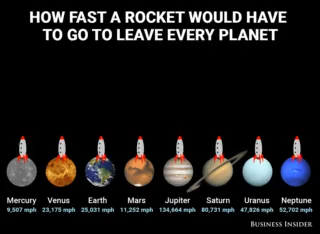 HOW FAST A ROCKET WOULD HAVE
TO GO TO LEAVE EVERY PLANET
Mercury Venus Earth Mars Jupiter Saturn Uranus Neptune
9,507 mph 23,175 mph 25,031 mph 11,252 mph 134,664 mph 80,731 mph 47,826 mph 52,702 mph
BUSINESS INSIDER